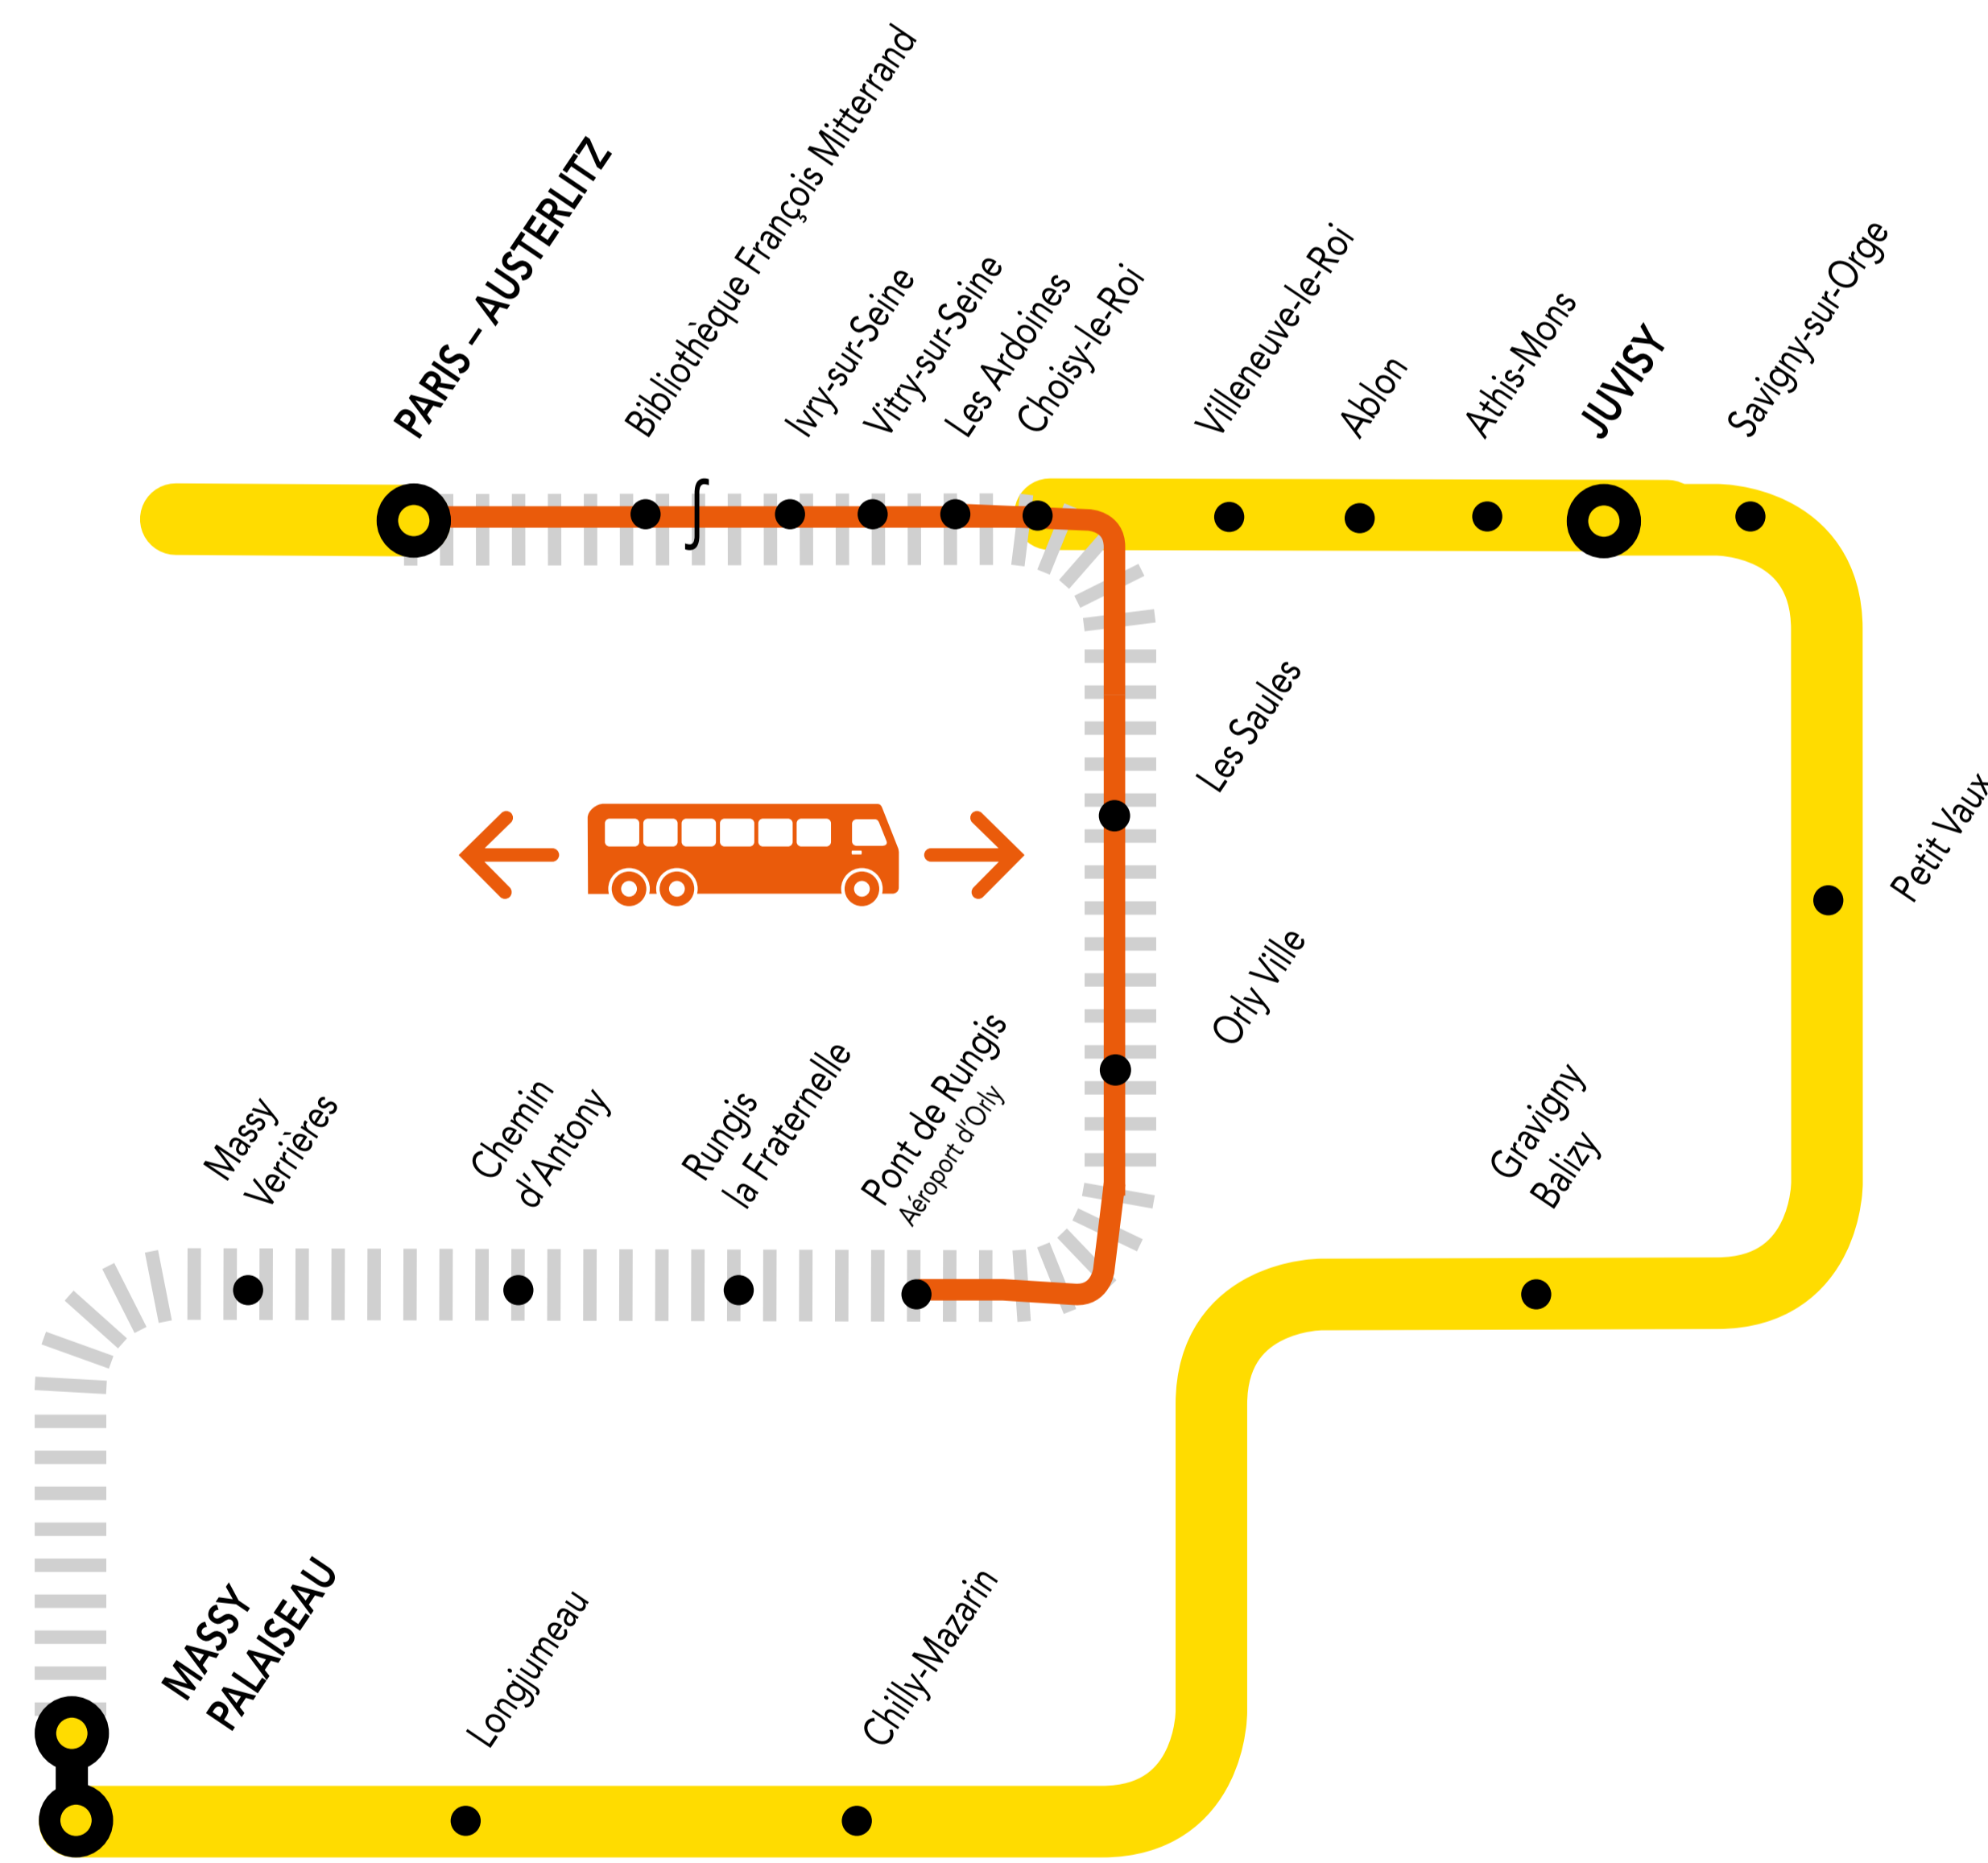 PARIS – AUSTERLITZ
Bibliothèque François Mitterrand
Ivry-sur-Seine
Vitry-sur-Seine
Les Ardoines
Choisy-le-Roi
Villeneuve-le-Roi
Ablon
Athis-Mons
JUVISY
Savigny-sur-Orge
Les Saules
Petit Vaux
Orly Ville
Massy
Verrières
Chemin
d'Antony
Rungis
la Fraternelle
Pont de Rungis
Aéroport d'Orly
Gravigny
Balizy
MASSY
PALAISEAU
Longjumeau
Chilly-Mazarin